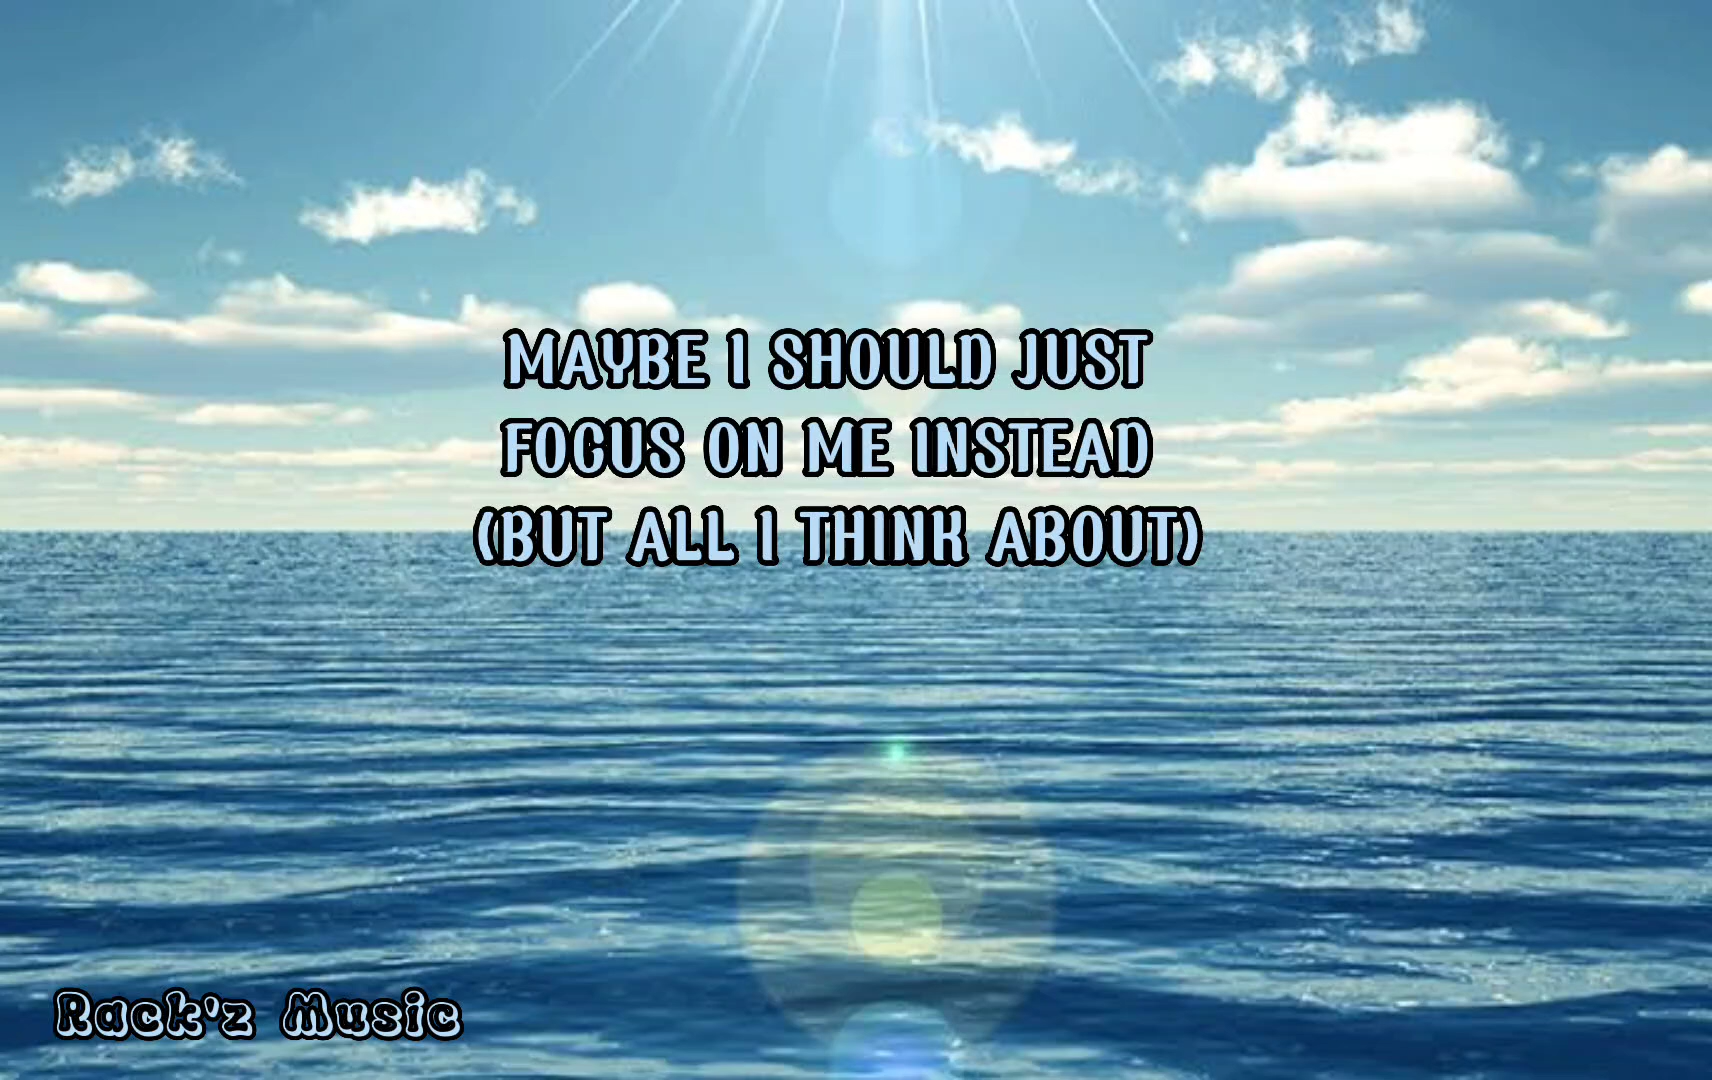 MAYBE I SHOULD JUST
FOCUS ON ME INSTEAD
(BUT ALL I THINK ABOUT)
Rack'z Music